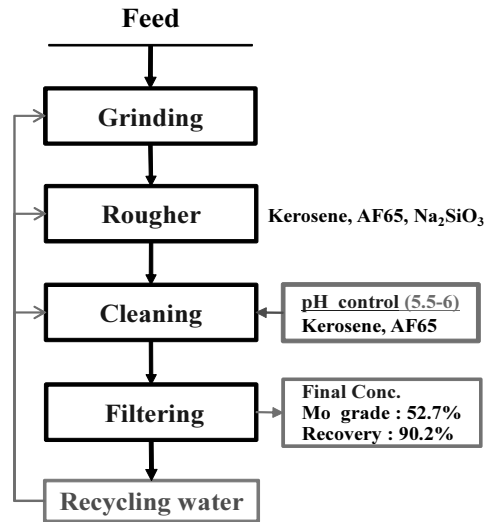 Feed
Grinding
Rougher
Kerosene, AF65, Na₂SiO₃
Cleaning
pH control (5.5-6)
Kerosene, AF65
Filtering
Final Conc.
Mo grade : 52.7%
Recovery : 90.2%
Recycling water